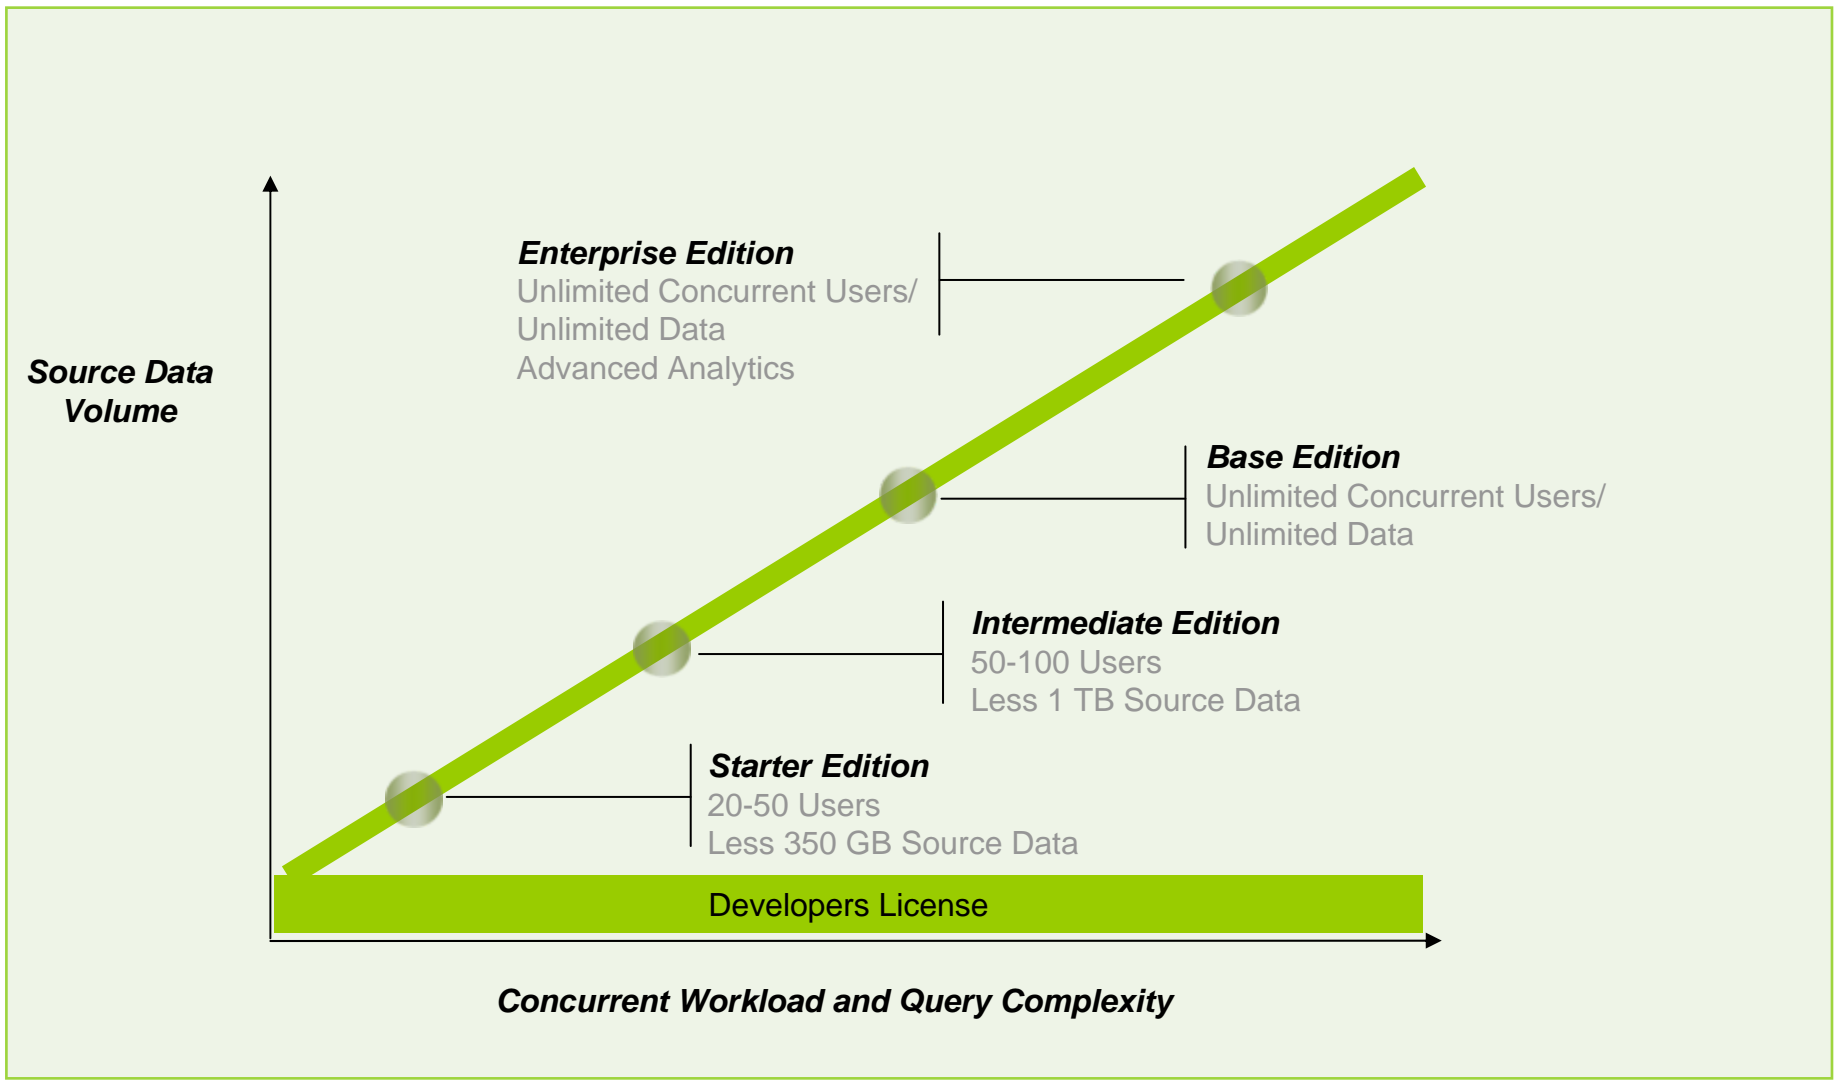 Enterprise Edition
Unlimited Concurrent Users/
Unlimited Data
Advanced Analytics
Source Data
Volume
Base Edition
Unlimited Concurrent Users/
Unlimited Data
Intermediate Edition
50-100 Users
Less 1 TB Source Data
Starter Edition
20-50 Users
Less 350 GB Source Data
Developers License
Concurrent Workload and Query Complexity